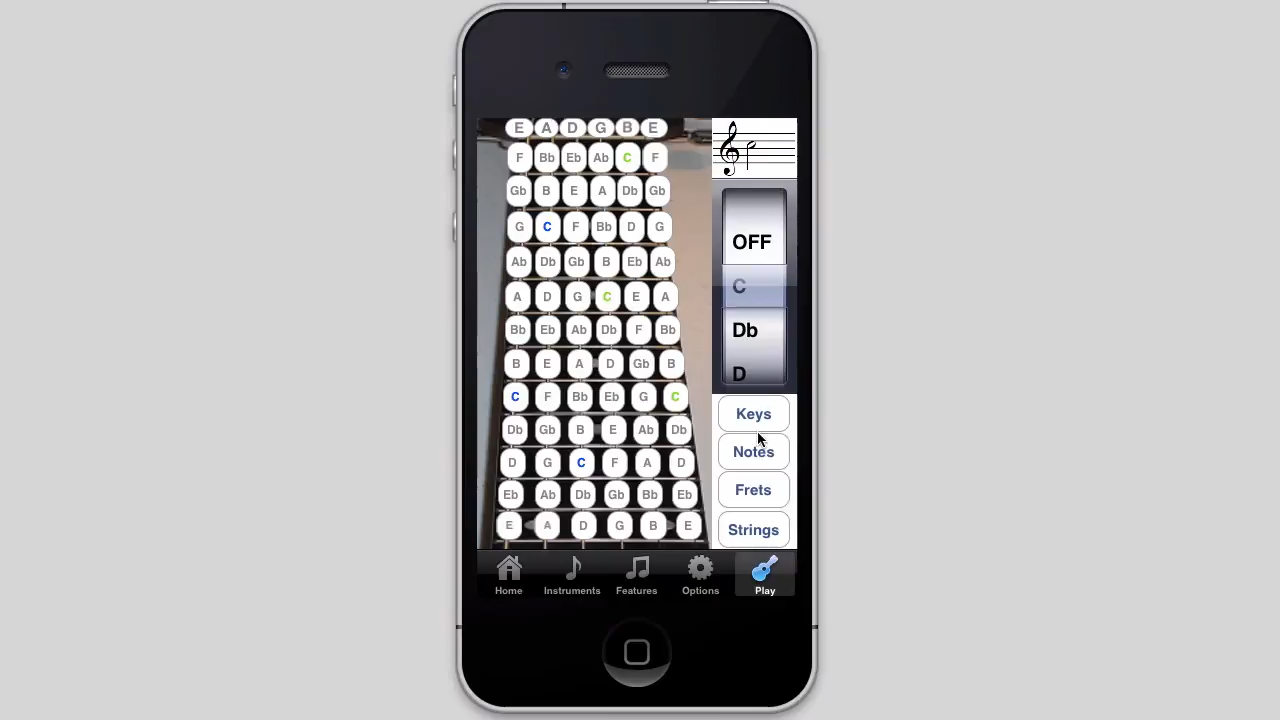 E A D G B E
F Bb Eb Ab C F
Gb B E A Db Gb
G C F Bb D G
Ab Db Gb B Eb Ab
A D G C E A
Bb Eb Ab Db F Bb
B E A D Gb B
C F Bb Eb G C
Db Gb B E Ab Db
D G C F A D
Eb Ab Db Gb Bb Eb
E A D G B E
OFF
C
Db
D
Keys
Notes
Frets
Strings
Home Instruments Features Options Play